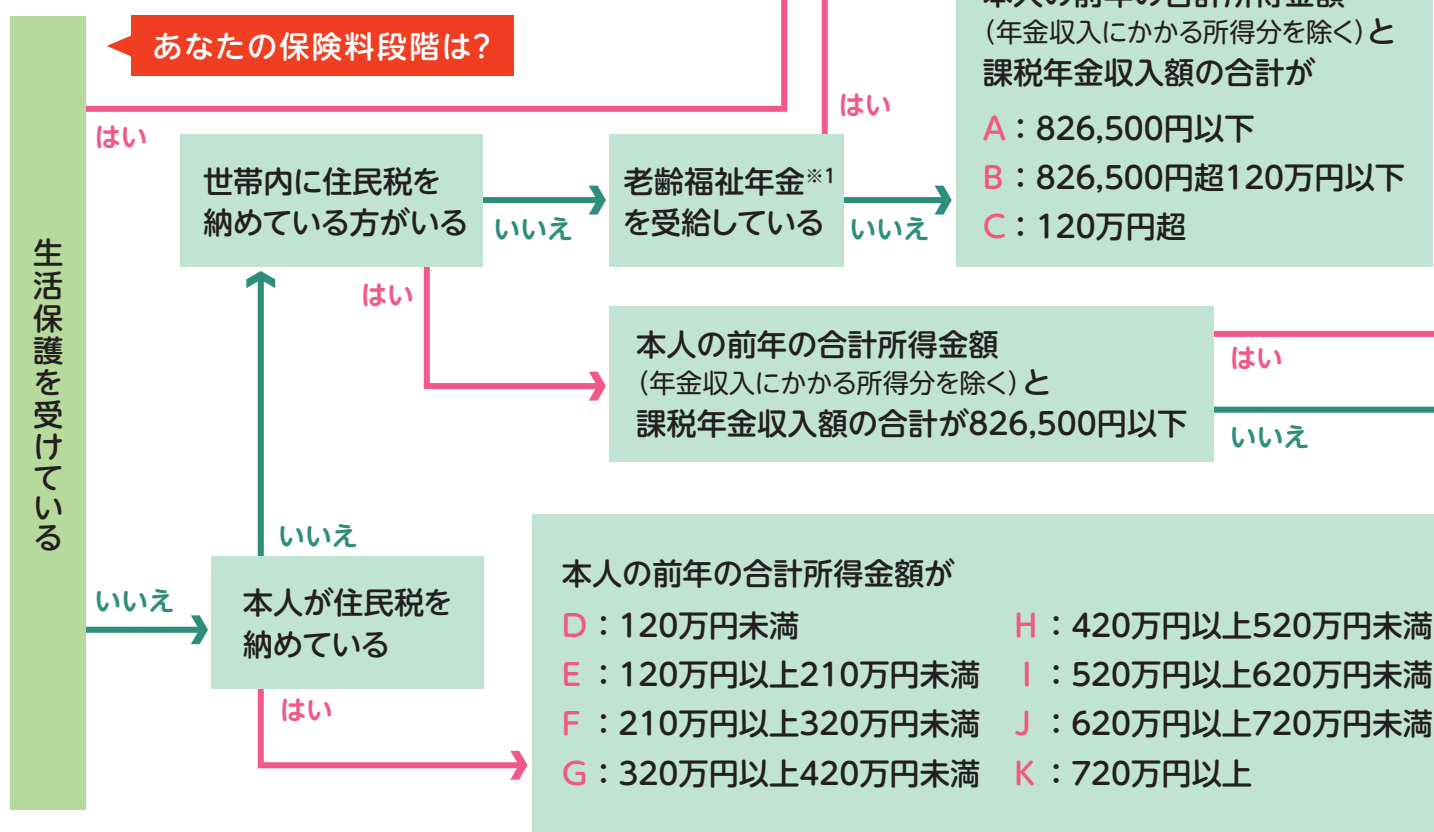 本人の前年の合計所得金額
(年金収入にかかる所得分を除く)と
課税年金収入額の合計が
A:826,500円以下
B:826,500円超120万円以下
C:120万円超
あなたの保険料段階は?
はい
はい
世帯内に住民税を
納めている方がいる
いいえ
老齢福祉年金※1
を受給している
いいえ
生活保護を受けている
はい
本人の前年の合計所得金額
(年金収入にかかる所得分を除く)と
課税年金収入額の合計が826,500円以下
はい
いいえ
いいえ
いいえ
本人が住民税を
納めている
はい
本人の前年の合計所得金額が
D:120万円未満
E:120万円以上210万円未満
F:210万円以上320万円未満
G:320万円以上420万円未満
H:420万円以上520万円未満
I:520万円以上620万円未満
J:620万円以上720万円未満
K:720万円以上